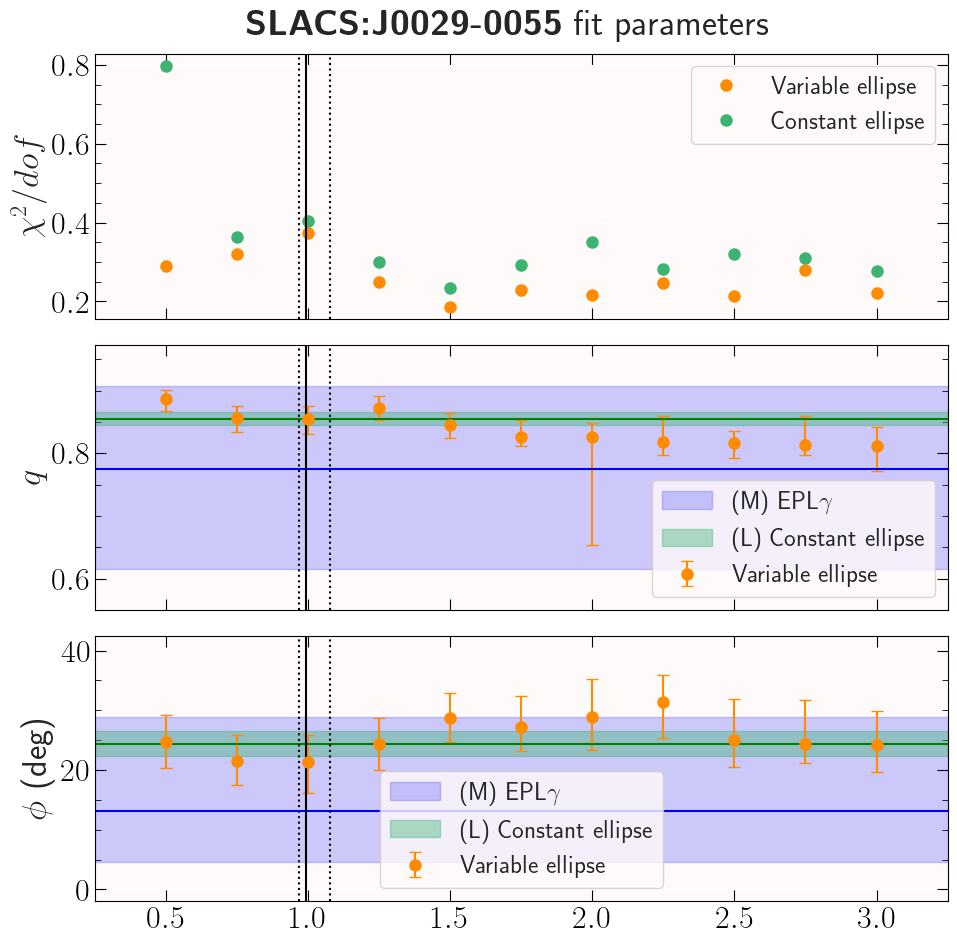 SLACS:J0029-0055 fit parameters
0.8
0.6
0.4
0.2
χ²/dof
Variable ellipse
Constant ellipse
0.8
0.6
q
(M) EPLγ
(L) Constant ellipse
Variable ellipse
40
20
0
ϕ (deg)
(M) EPLγ
(L) Constant ellipse
Variable ellipse
0.5 1.0 1.5 2.0 2.5 3.0